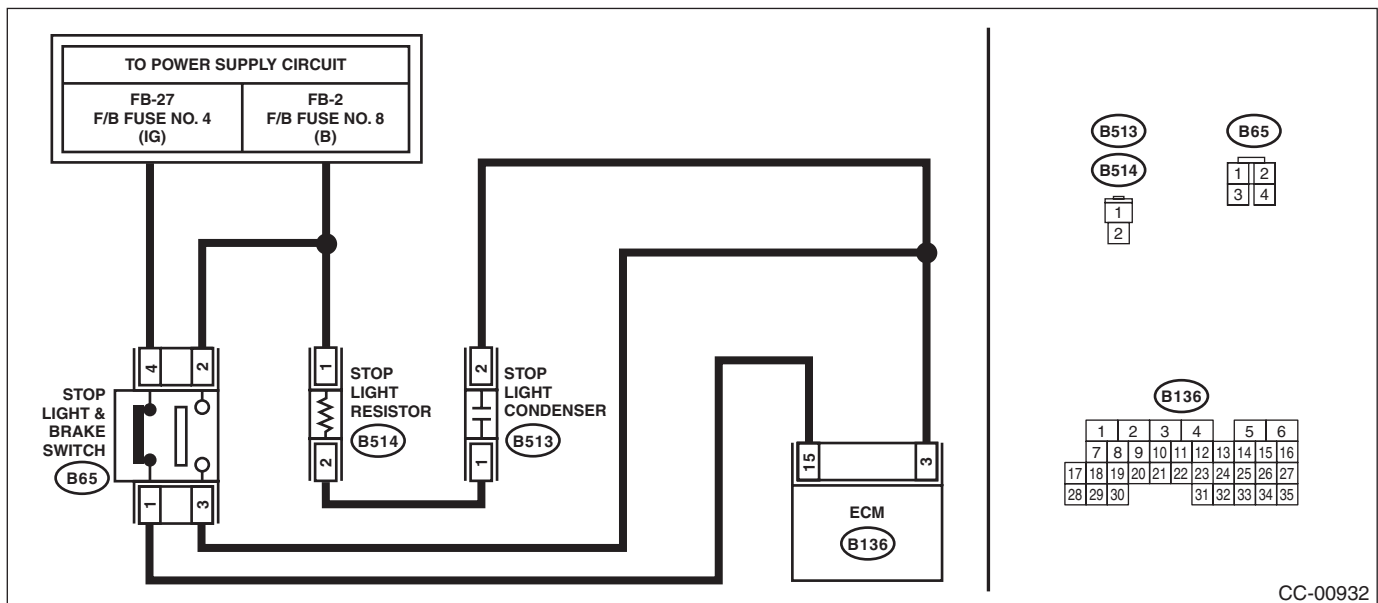 TO POWER SUPPLY CIRCUIT
FB-27
F/B FUSE NO. 4
(IG)
FB-2
F/B FUSE NO. 8
(B)
4
2
STOP
LIGHT &
BRAKE
SWITCH
B65
1
3
1
STOP
LIGHT
RESISTOR
B514
2
2
STOP
LIGHT
CONDENSER
B513
1
15
3
ECM
B136
B513
B514
1
2
B65
1 2
3 4
B136
1 2 3 4 5 6
7 8 9 10 11 12 13 14 15 16
17 18 19 20 21 22 23 24 25 26 27
28 29 30 31 32 33 34 35
CC-00932